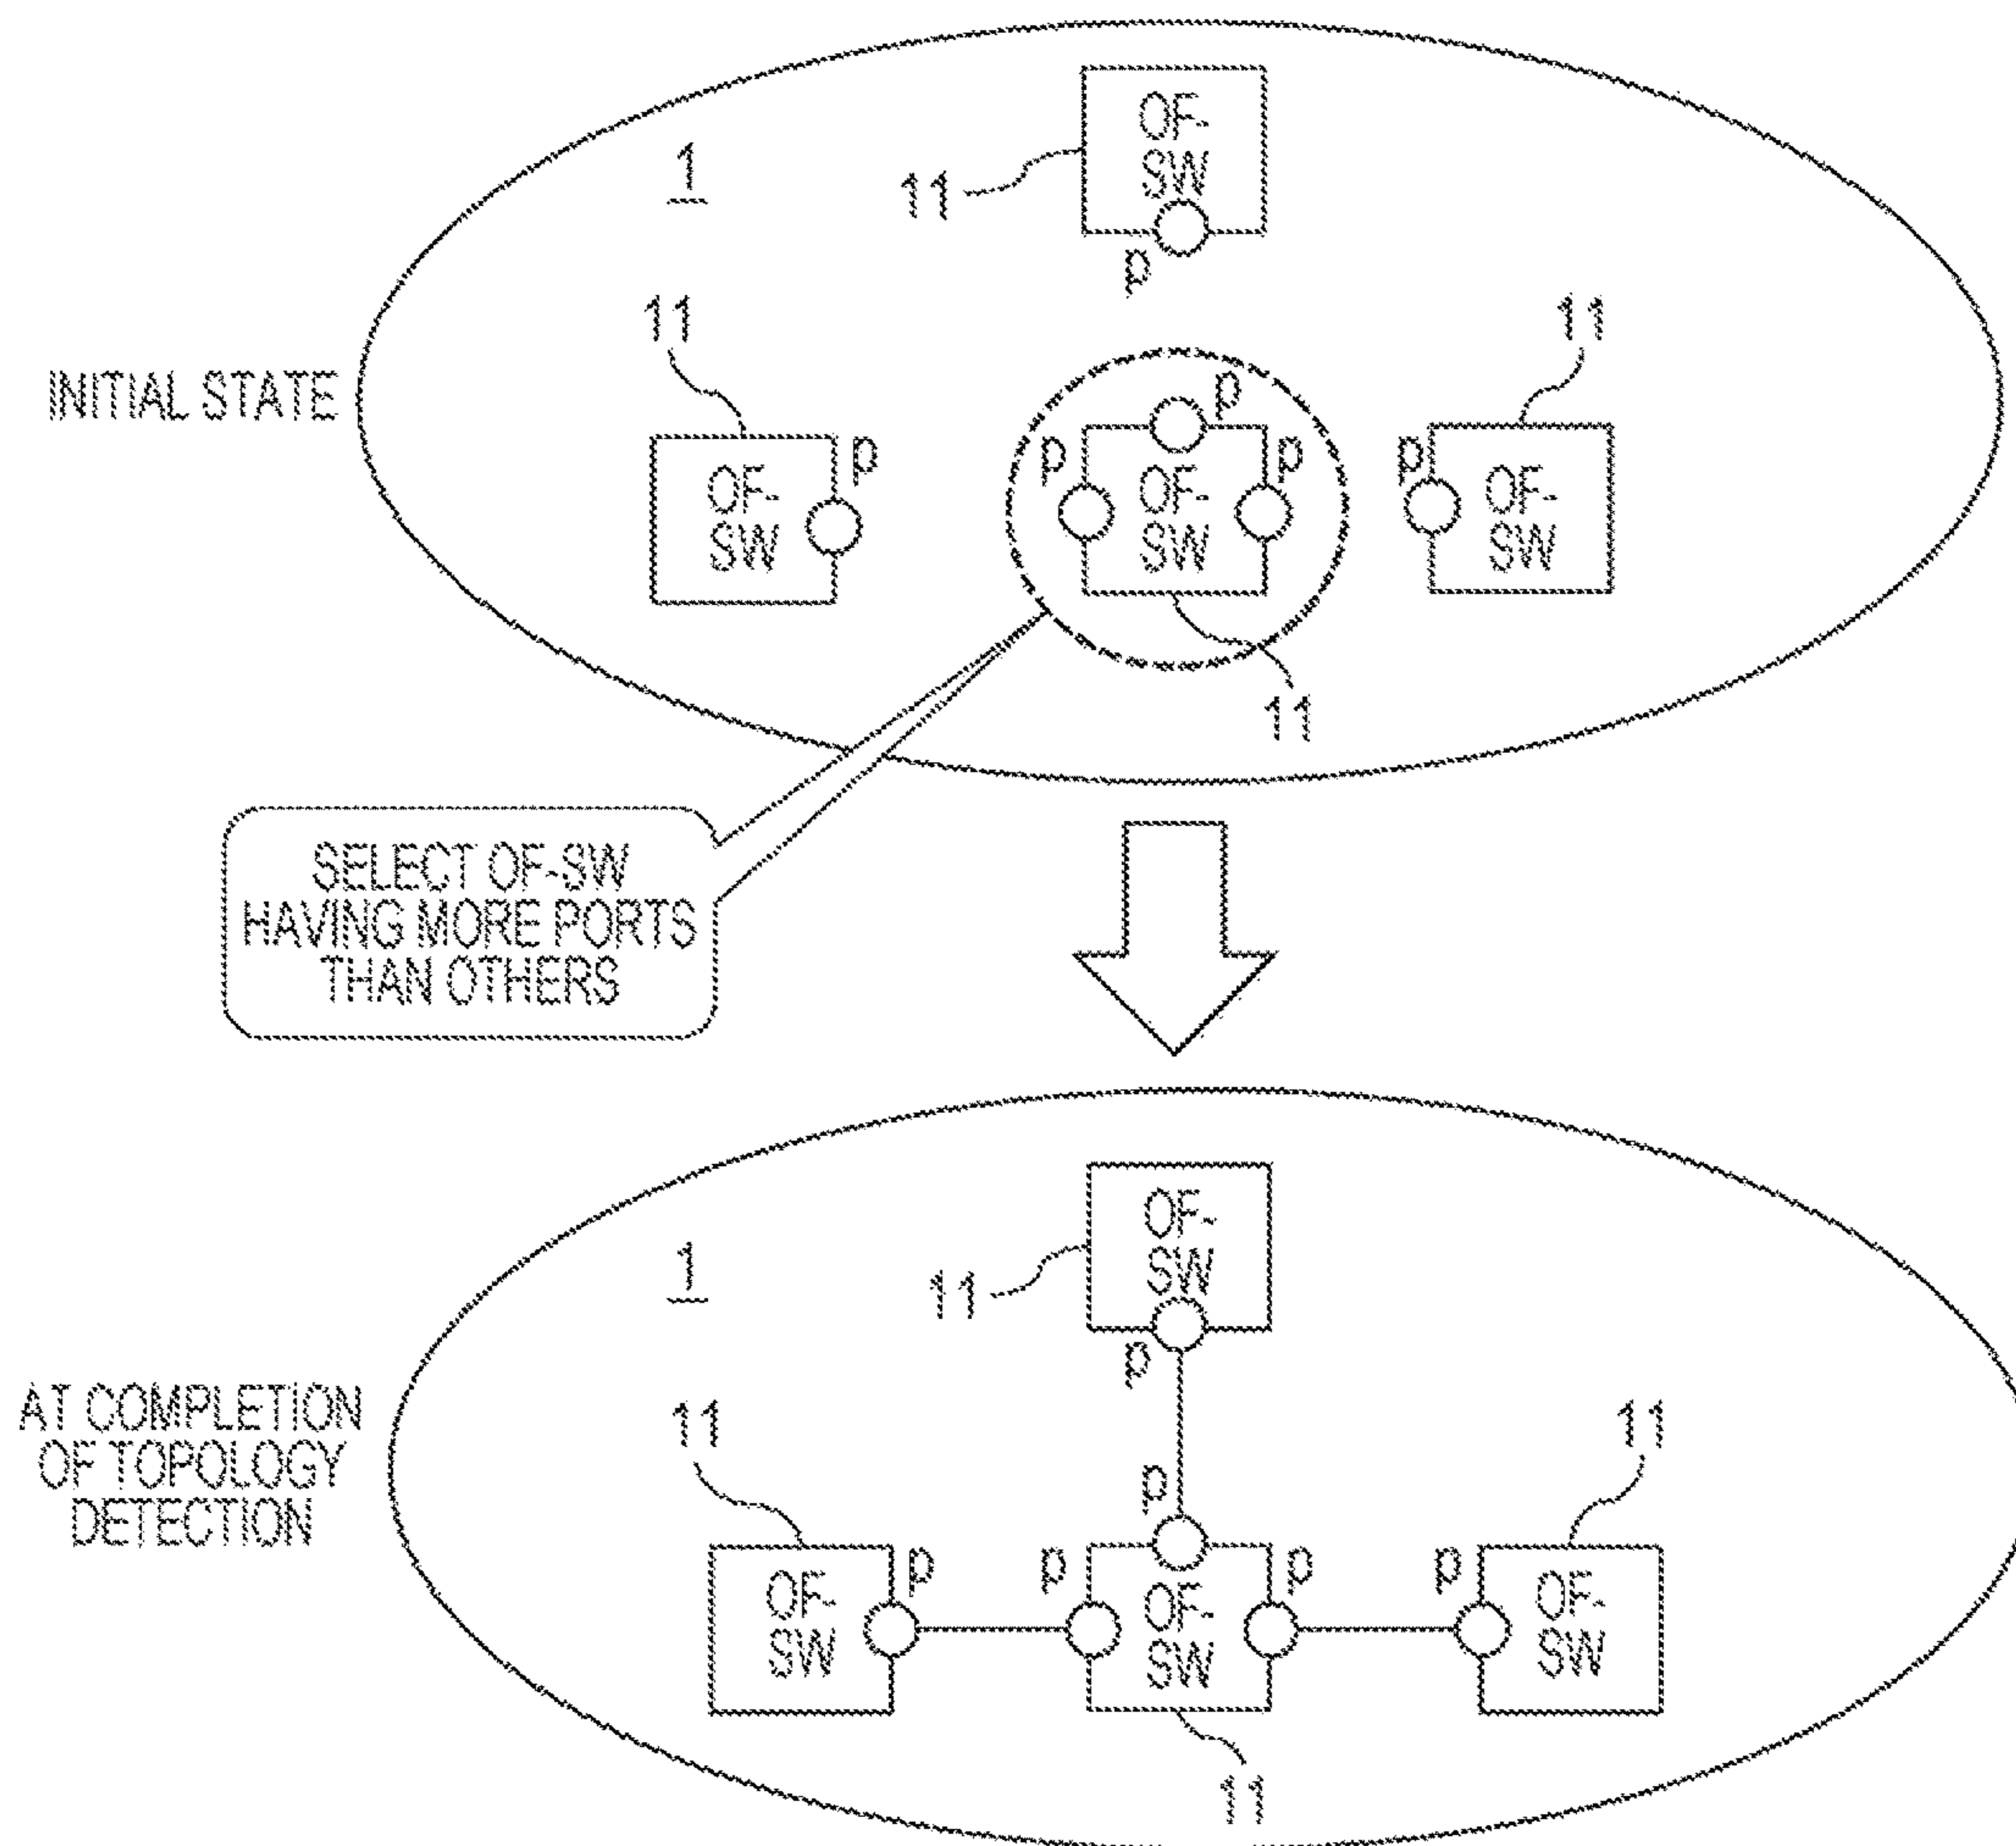 1
OF-
SW
11
p
11
11
INITIAL STATE
p
OF-
SW
p
p
p
OF-
SW
p
OF-
SW
11
SELECT OF-SW
HAVING MORE PORTS
THAN OTHERS
1
OF-
SW
11
p
AT COMPLETION
OF TOPOLOGY
DETECTION
11
11
p
p
OF-
SW
p
p
OF-
SW
p
OF-
SW
11